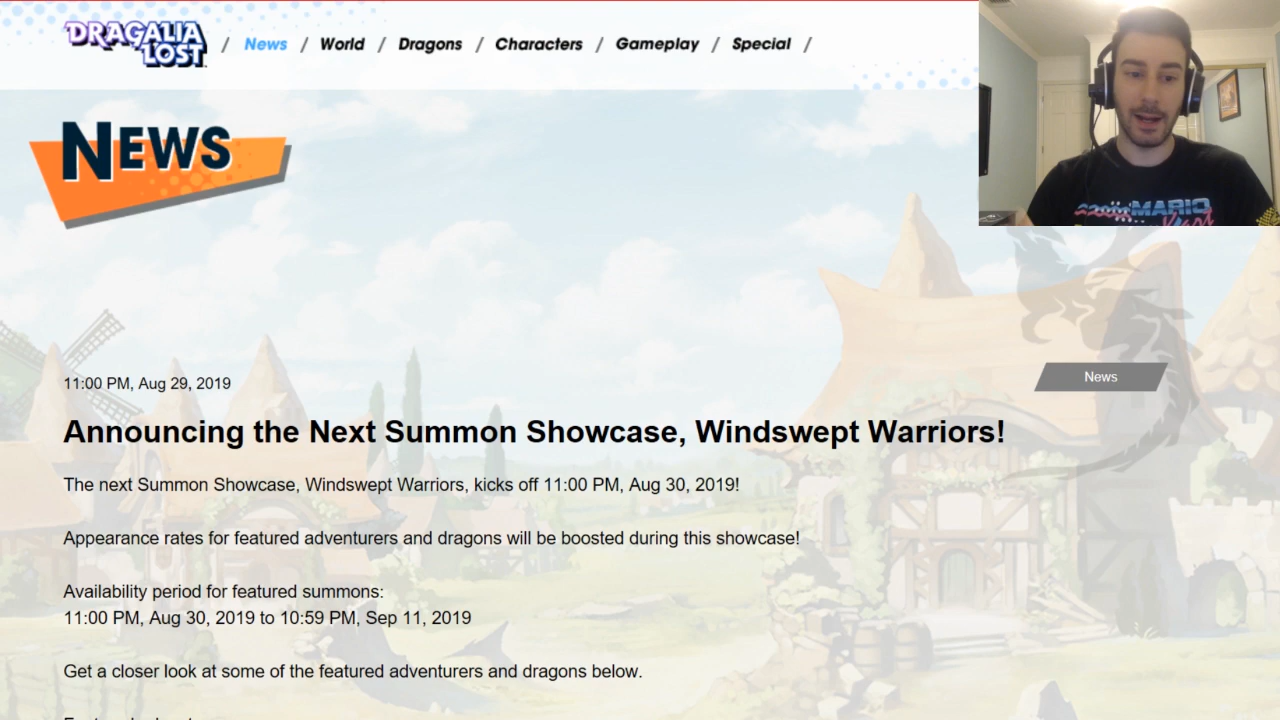 DRAGALIA
LOST
/ News / World / Dragons / Characters / Gameplay / Special /
MARIO
Kart
NEWS
11:00 PM, Aug 29, 2019
News
Announcing the Next Summon Showcase, Windswept Warriors!
The next Summon Showcase, Windswept Warriors, kicks off 11:00 PM, Aug 30, 2019!
Appearance rates for featured adventurers and dragons will be boosted during this showcase!
Availability period for featured summons:
11:00 PM, Aug 30, 2019 to 10:59 PM, Sep 11, 2019
Get a closer look at some of the featured adventurers and dragons below.